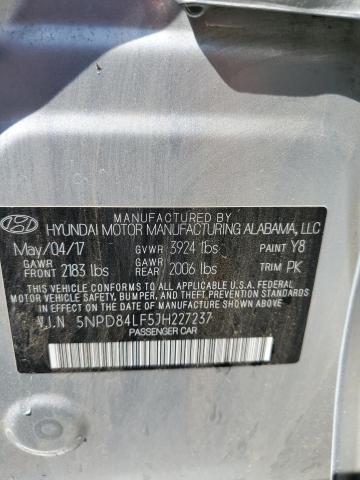 MANUFACTURED BY
HYUNDAI MOTOR MANUFACTURING ALABAMA, LLC
May/04/17 GVWR 3924 lbs PAINT Y8
GAWR FRONT 2183 lbs GAWR REAR 2006 lbs TRIM PK
THIS VEHICLE CONFORMS TO ALL APPLICABLE U.S.A FEDERAL
MOTOR VEHICLE SAFETY, BUMPER, AND THEFT PREVENTION
STANDARDS IN EFFECT ON THE DATE OF MANUFACTURE SHOWN ABOVE.
V.I.N 5NPD84LF5JH227237
PASSENGER CAR